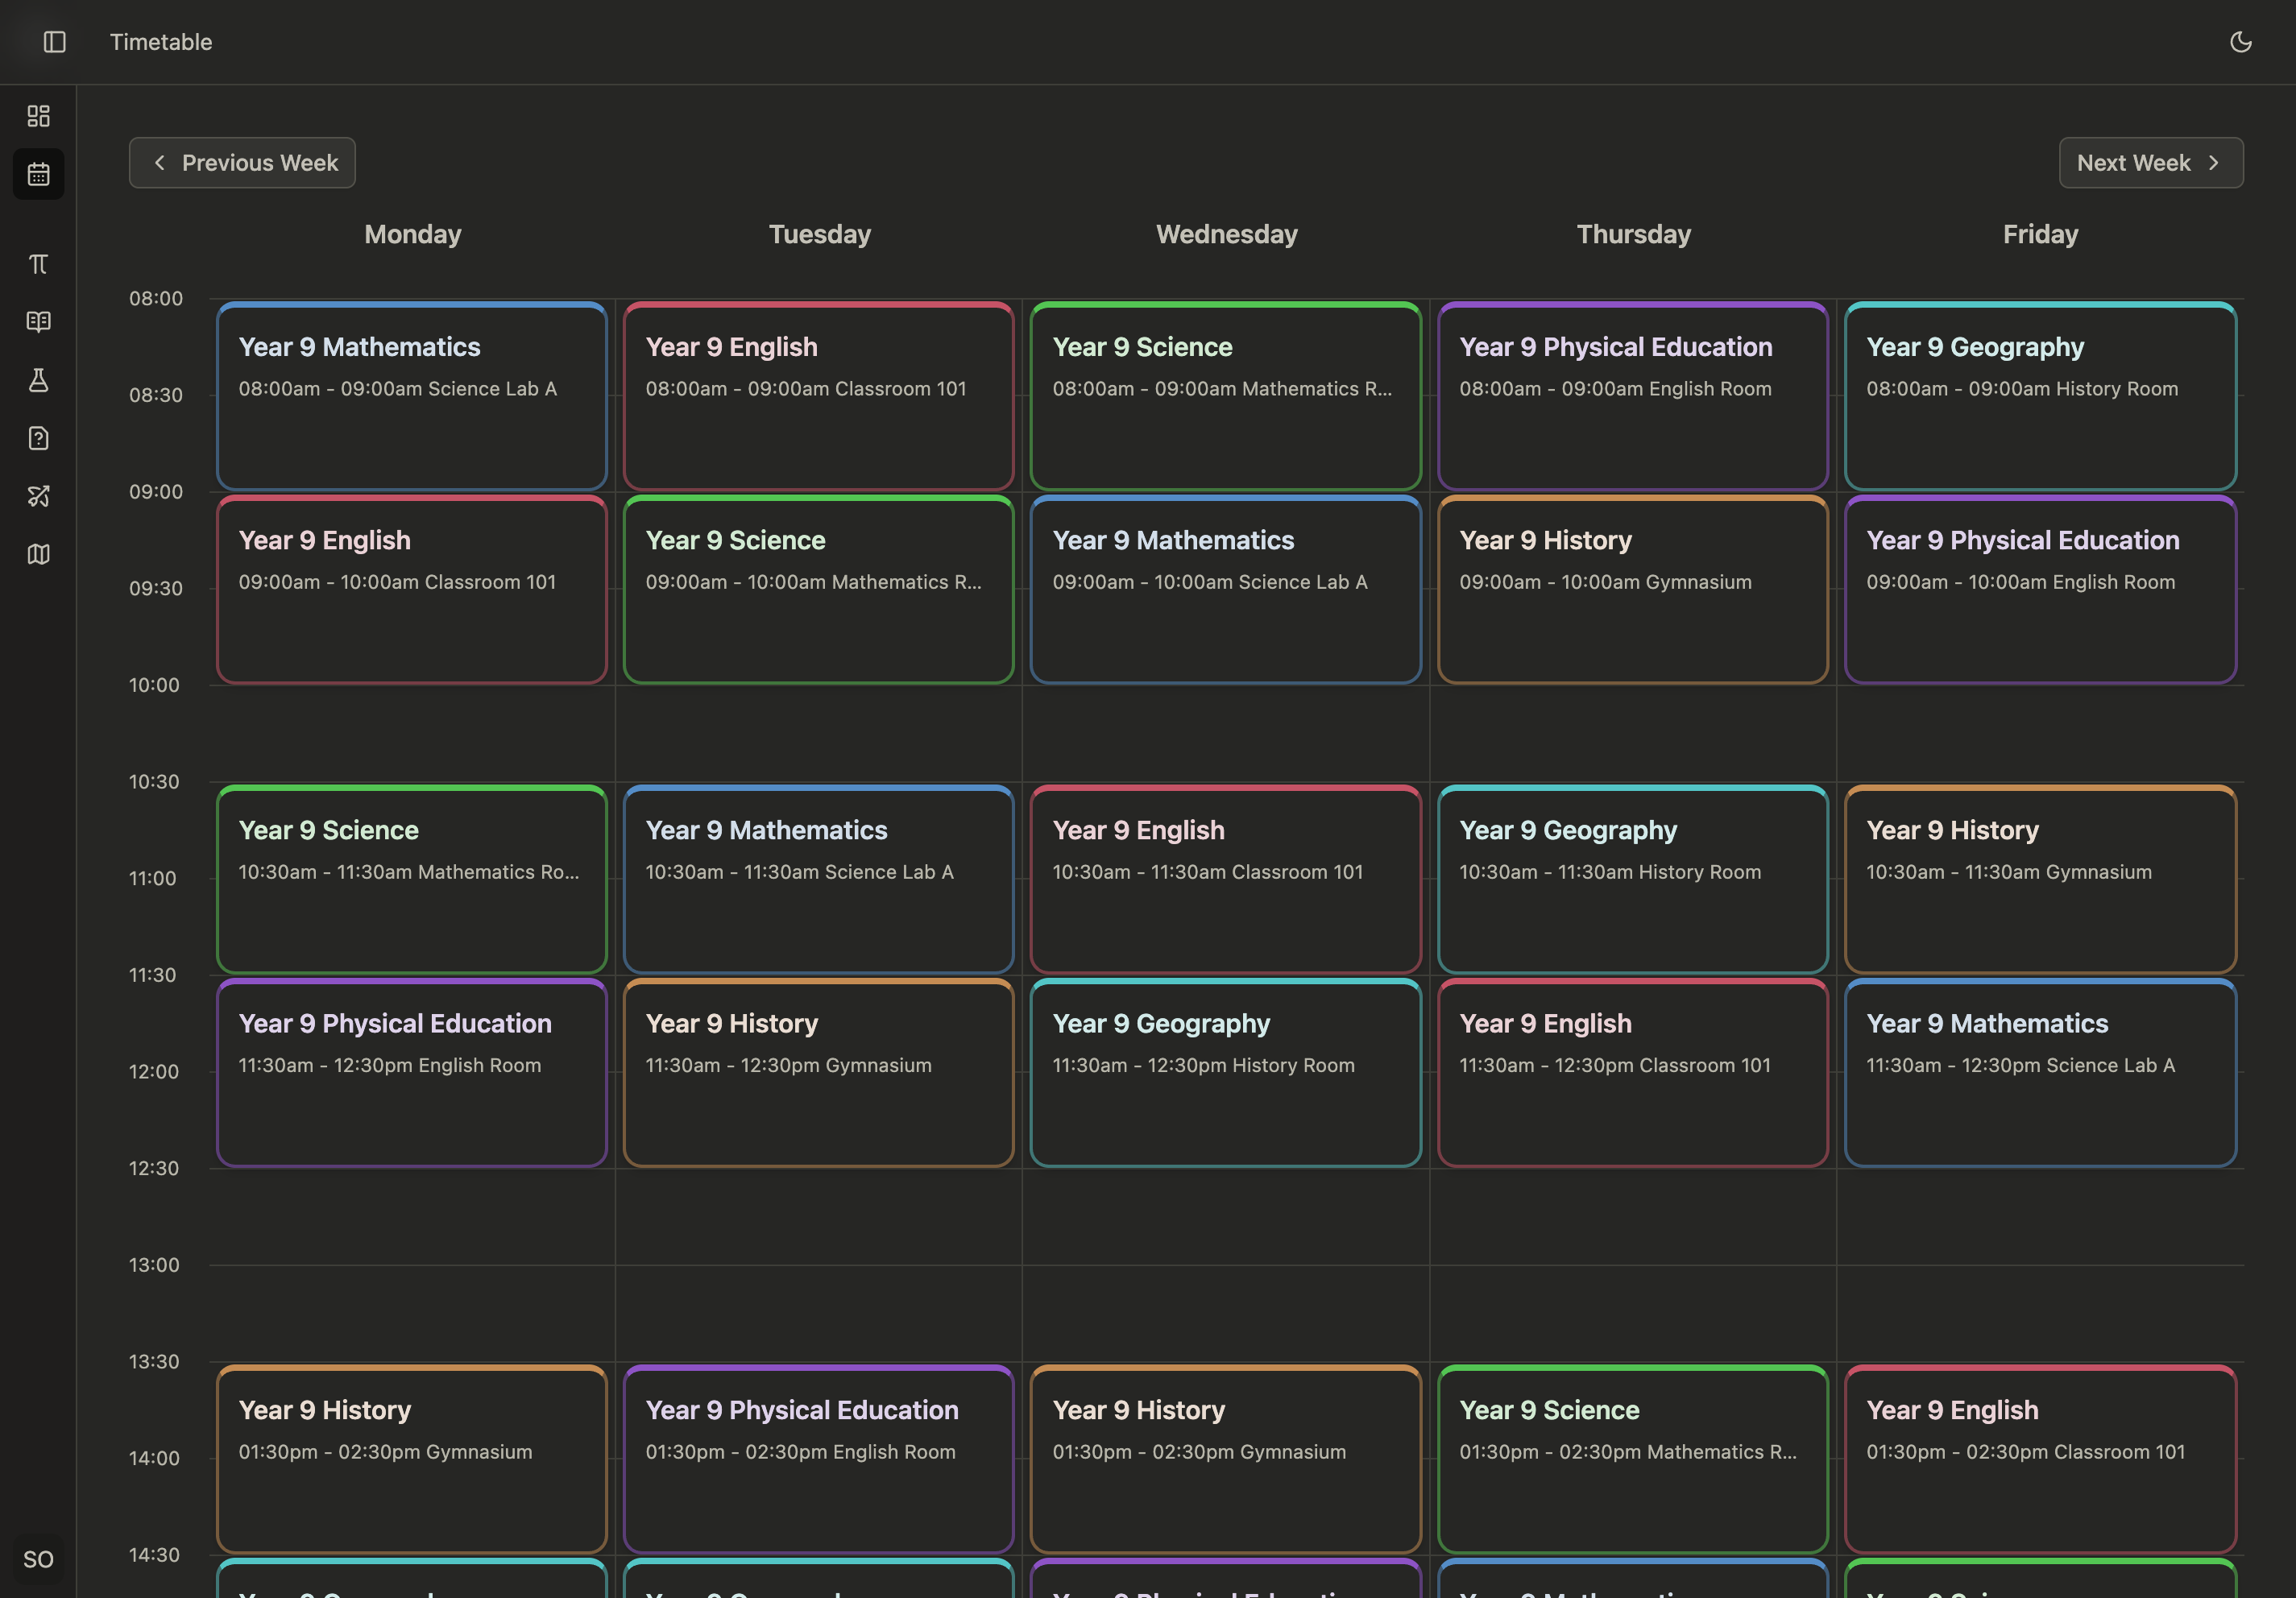 Timetable
Previous Week
Next Week
Monday
Tuesday
Wednesday
Thursday
Friday
08:00
Year 9 Mathematics
08:00am - 09:00am Science Lab A
Year 9 English
08:00am - 09:00am Classroom 101
Year 9 Science
08:00am - 09:00am Mathematics R...
Year 9 Physical Education
08:00am - 09:00am English Room
Year 9 Geography
08:00am - 09:00am History Room
08:30
09:00
Year 9 English
09:00am - 10:00am Classroom 101
Year 9 Science
09:00am - 10:00am Mathematics R...
Year 9 Mathematics
09:00am - 10:00am Science Lab A
Year 9 History
09:00am - 10:00am Gymnasium
Year 9 Physical Education
09:00am - 10:00am English Room
09:30
10:00
10:30
Year 9 Science
10:30am - 11:30am Mathematics Ro...
Year 9 Mathematics
10:30am - 11:30am Science Lab A
Year 9 English
10:30am - 11:30am Classroom 101
Year 9 Geography
10:30am - 11:30am History Room
Year 9 History
10:30am - 11:30am Gymnasium
11:00
11:30
Year 9 Physical Education
11:30am - 12:30pm English Room
Year 9 History
11:30am - 12:30pm Gymnasium
Year 9 Geography
11:30am - 12:30pm History Room
Year 9 English
11:30am - 12:30pm Classroom 101
Year 9 Mathematics
11:30am - 12:30pm Science Lab A
12:00
12:30
13:00
13:30
Year 9 History
01:30pm - 02:30pm Gymnasium
Year 9 Physical Education
01:30pm - 02:30pm English Room
Year 9 History
01:30pm - 02:30pm Gymnasium
Year 9 Science
01:30pm - 02:30pm Mathematics R...
Year 9 English
01:30pm - 02:30pm Classroom 101
14:00
14:30
SO